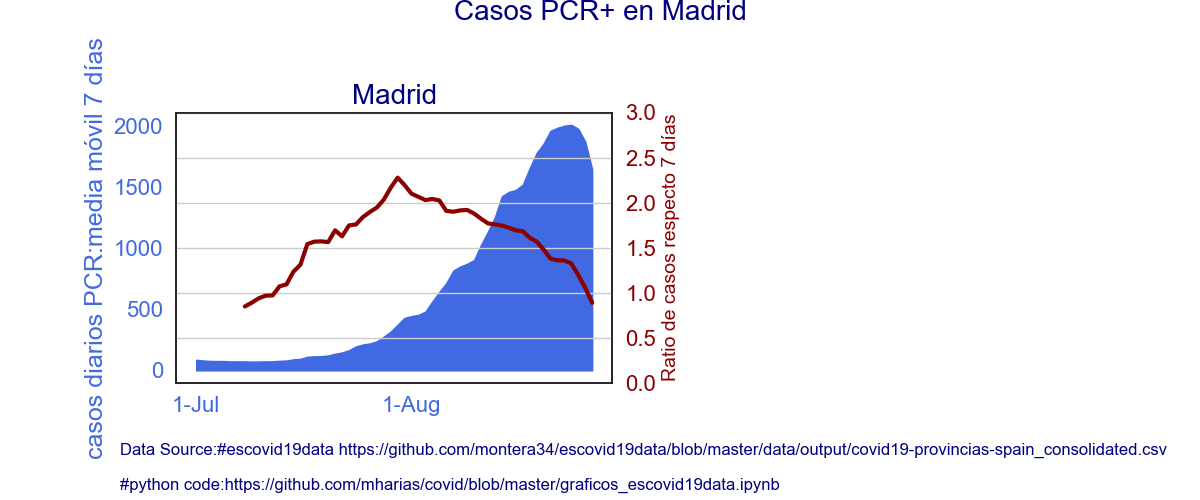 Casos PCR+ en Madrid
Madrid
casos diarios PCR:media móvil 7 días
2000
1500
1000
500
0
3.0
2.5
2.0
1.5
1.0
0.5
0.0
Ratio de casos respecto 7 días
1-Jul
1-Aug
Data Source:#escovid19data https://github.com/montera34/escovid19data/blob/master/data/output/covid19-provincias-spain_consolidated.csv
#python code:https://github.com/mharias/covid/blob/master/graficos_escovid19data.ipynb